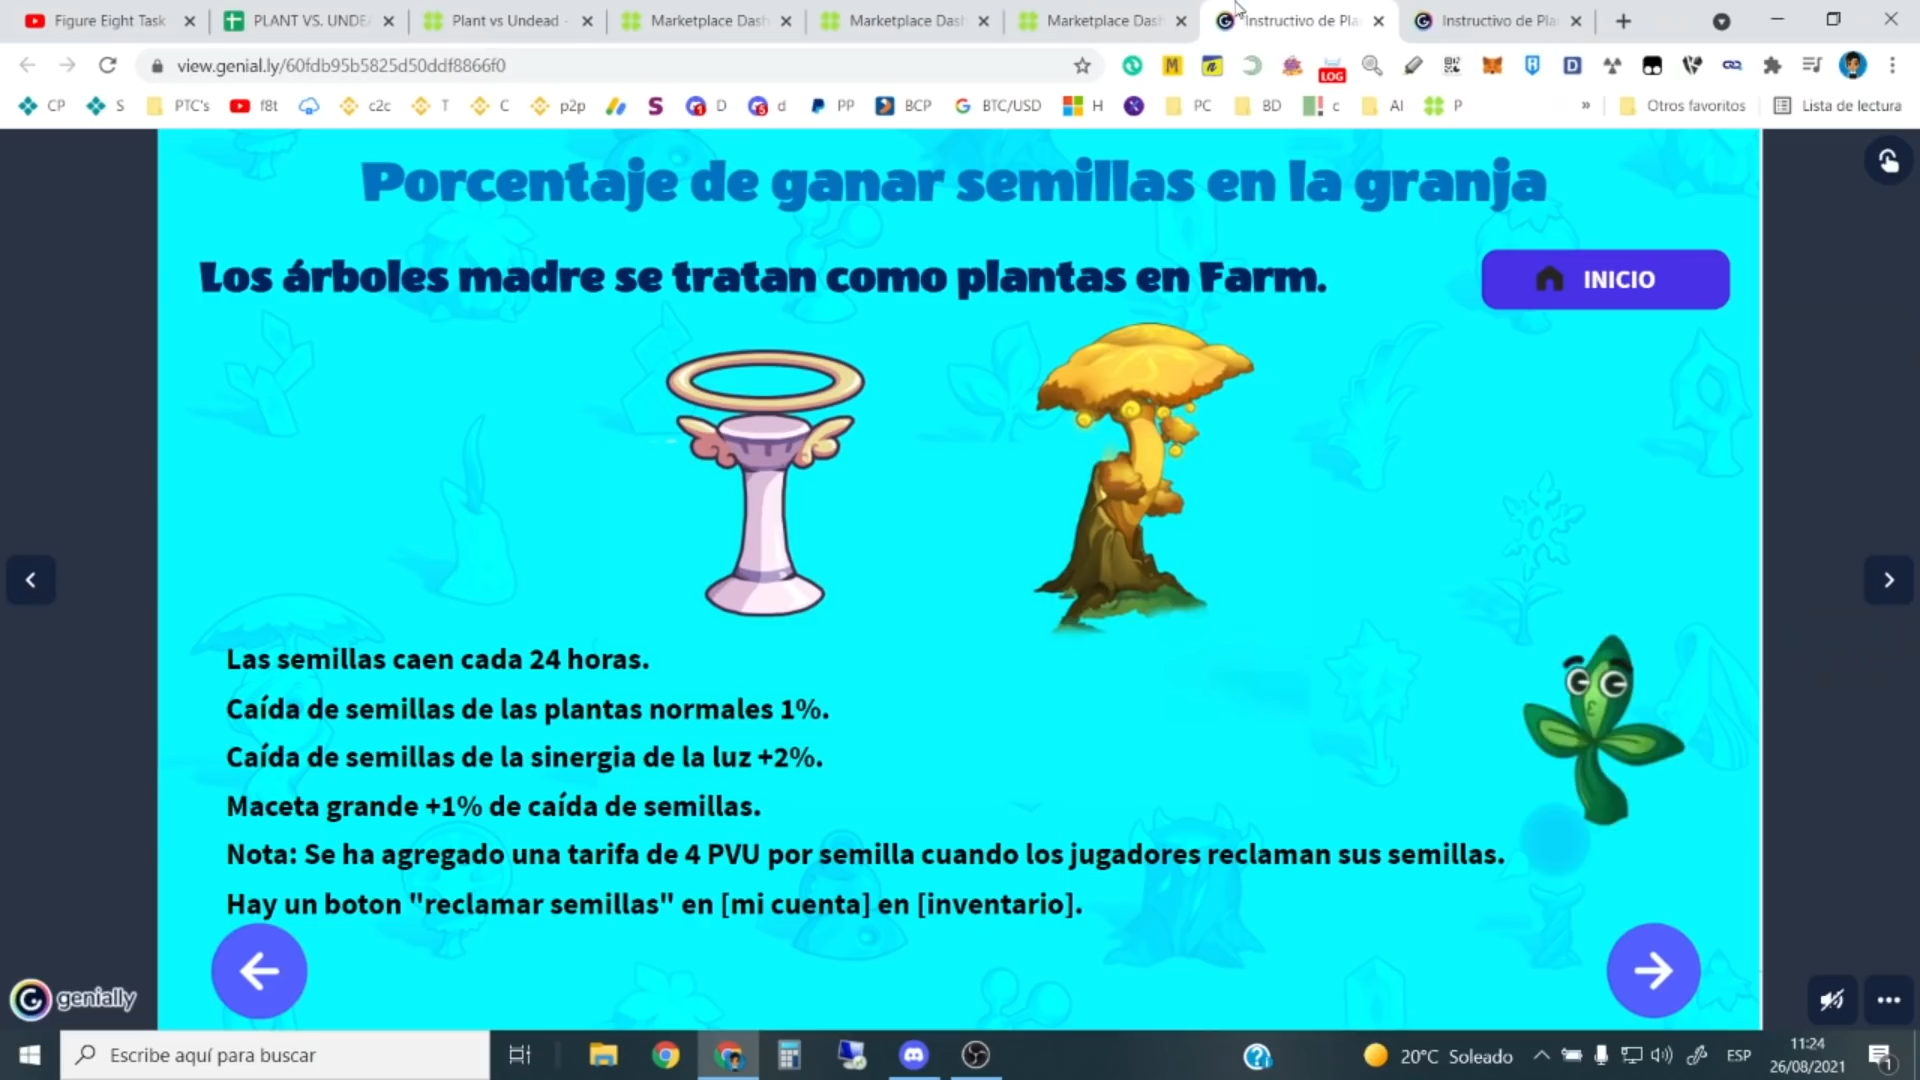 Figure Eight Task
PLANT VS. UNDE
Plant vs Undead -
Marketplace Dash
Marketplace Dash
Marketplace Dash
Instructivo de Pla
Instructivo de Pla
view.genial.ly/60fdb95b5825d50ddf8866f0
LOG
CP
S
PTC's
f8t
c2c
T
C
p2p
S
D
d
PP
BCP
BTC/USD
H
PC
BD
c
AI
P
»
Otros favoritos
Lista de lectura
Porcentaje de ganar semillas en la granja
Los árboles madre se tratan como plantas en Farm.
INICIO
Las semillas caen cada 24 horas.
Caída de semillas de las plantas normales 1%.
Caída de semillas de la sinergia de la luz +2%.
Maceta grande +1% de caída de semillas.
Nota: Se ha agregado una tarifa de 4 PVU por semilla cuando los jugadores reclaman sus semillas.
Hay un boton "reclamar semillas" en [mi cuenta] en [inventario].
genially
Escribe aquí para buscar
20°C Soleado
ESP
11:24
26/08/2021
1